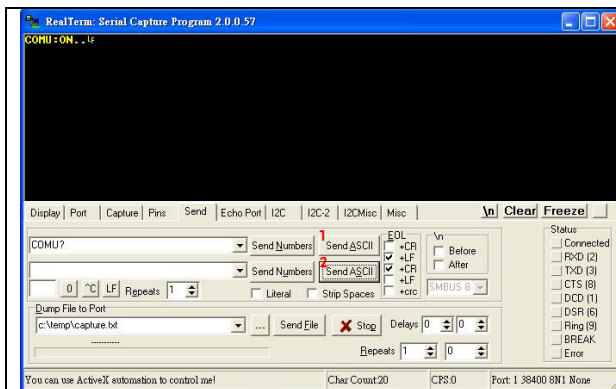 RealTerm: Serial Capture Program 2.0.0.57
COMU:ON..LF
Display Port Capture Pins Send Echo Port I2C I2C-2 I2CMisc Misc \n Clear Freeze
Status
EOL
\n
COMU? Send Numbers 1 Send ASCII +CR Before Connected
+LF After RXD (2)
2 Send Numbers Send ASCII +CR TXD (3)
+LF CTS (8)
0 ^C LF Repeats 1 Literal Strip Spaces +crc SMBUS 8 DCD (1)
Dump File to Port DSR (6)
c:\temp\capture.txt ... Send File Stop Delays 0 0 Ring (9)
BREAK
Repeats 1 0 Error
You can use ActiveX automation to control me! Char Count:20 CPS:0 Port: 1 38400 8N1 None